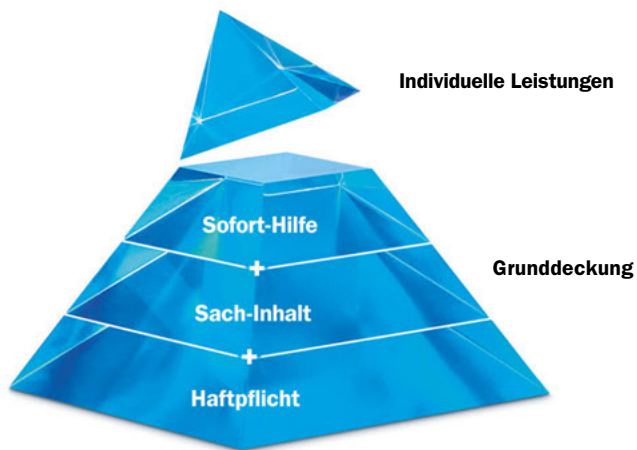 Individuelle Leistungen
Sofort-Hilfe
+
Grunddeckung
Sach-Inhalt
+
Haftpflicht